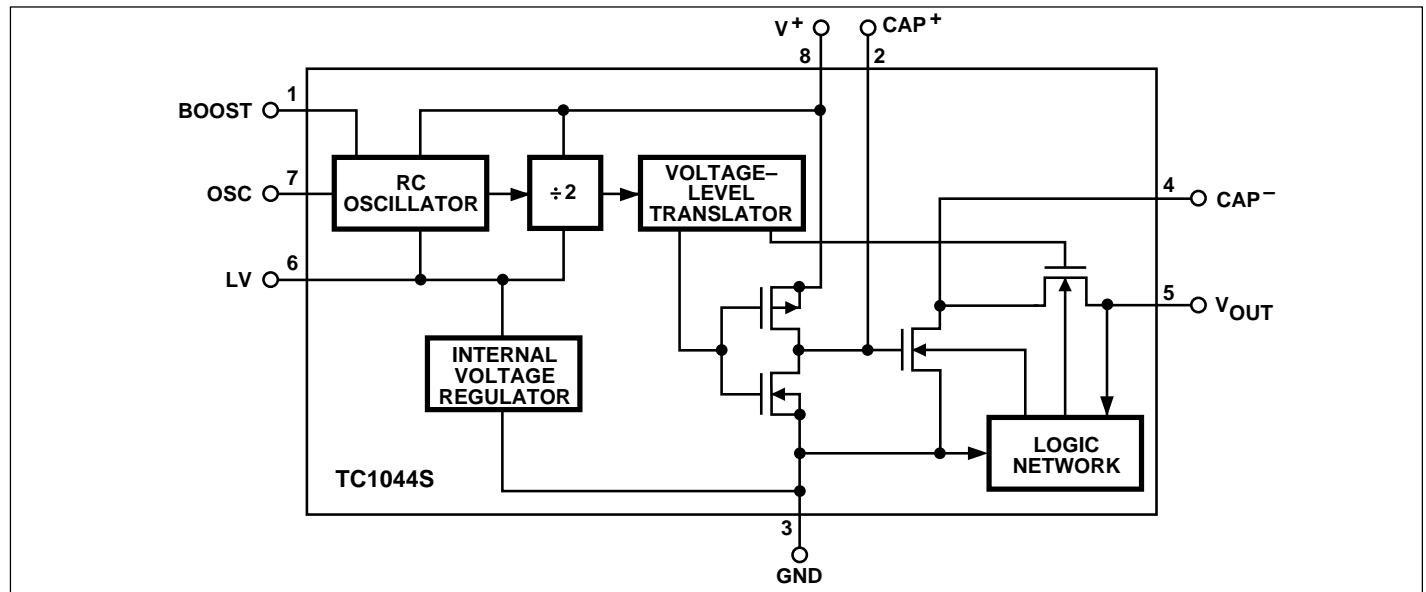 V+
CAP+
8
2
1
BOOST
7
OSC
RC
OSCILLATOR
÷2
VOLTAGE–
LEVEL
TRANSLATOR
4
CAP−
6
LV
5
VOUT
INTERNAL
VOLTAGE
REGULATOR
LOGIC
NETWORK
TC1044S
3
GND